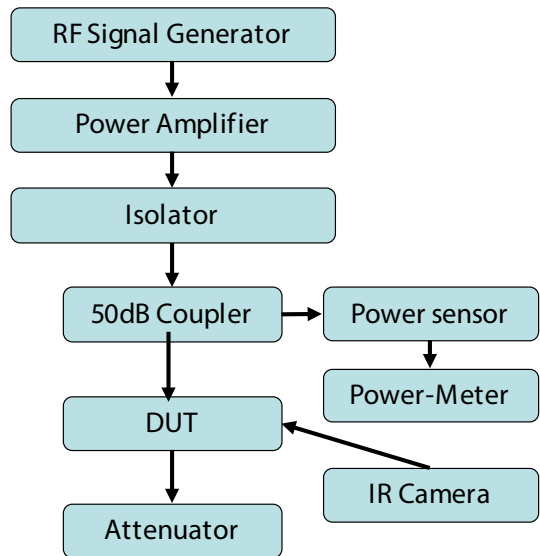 RF Signal Generator
Power Amplifier
Isolator
50dB Coupler
Power sensor
Power-Meter
DUT
IR Camera
Attenuator